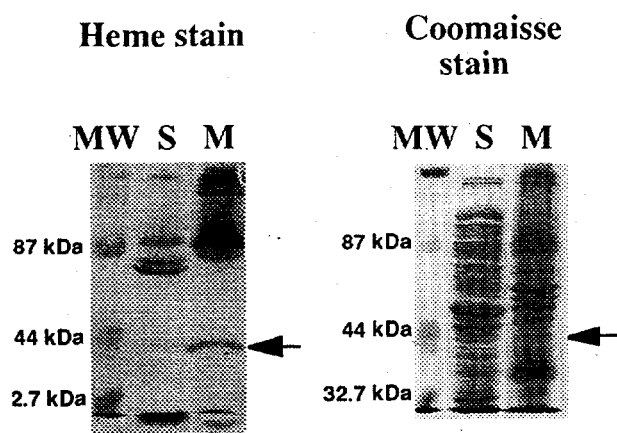 Heme stain
Coomaisse
stain
MW S M
MW S M
87 kDa
44 kDa
2.7 kDa
87 kDa
44 kDa
32.7 kDa